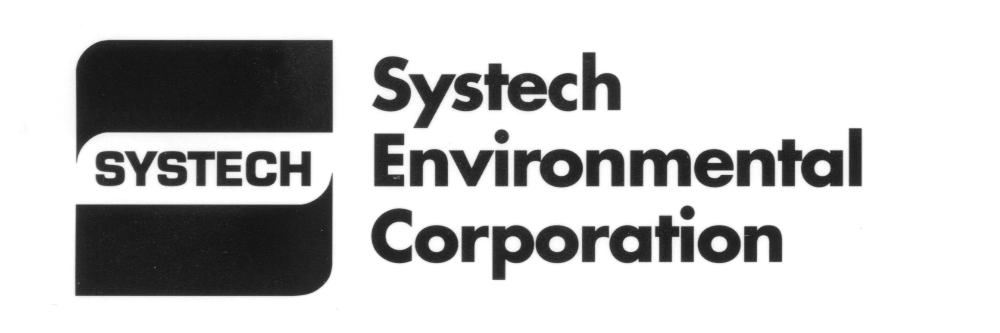 SYSTECH
Systech
Environmental
Corporation